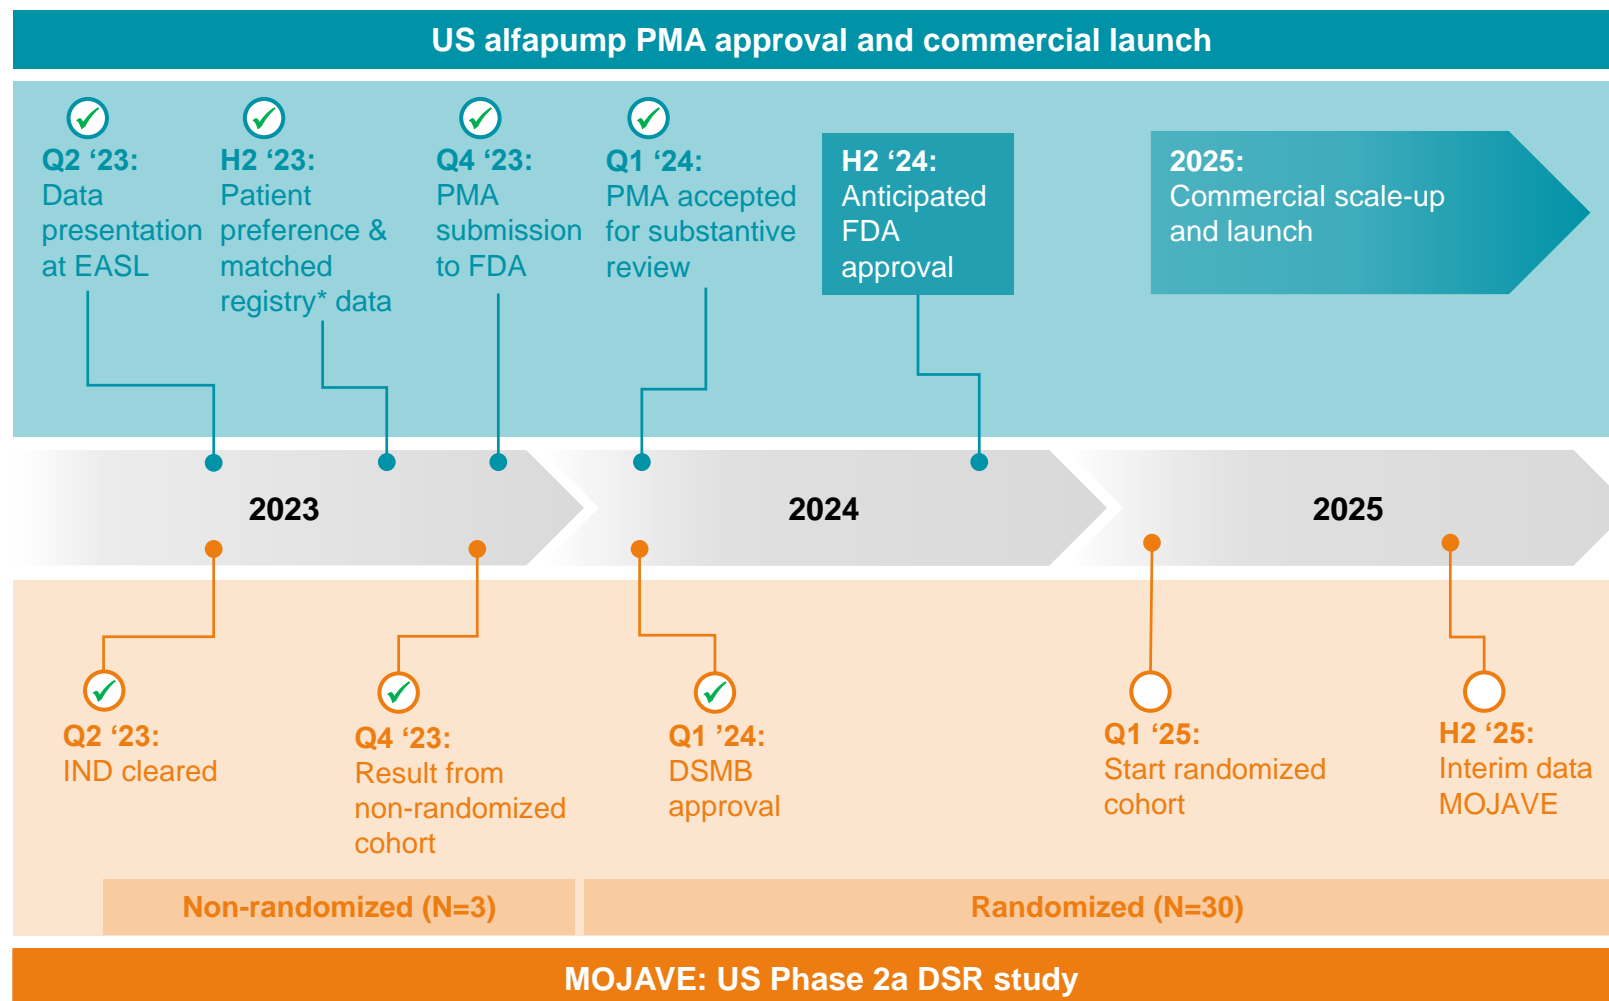 US alfapump PMA approval and commercial launch
Q2 ‘23:
Data
presentation
at EASL
H2 ‘23:
Patient
preference &
matched
registry* data
Q4 ‘23:
PMA
submission
to FDA
Q1 ‘24:
PMA accepted
for substantive
review
H2 ‘24:
Anticipated
FDA
approval
2025:
Commercial scale-up
and launch
2023
2024
2025
Q2 ‘23:
IND cleared
Q4 ‘23:
Result from
non-randomized
cohort
Q1 ’24:
DSMB
approval
Q1 ‘25:
Start randomized
cohort
H2 ‘25:
Interim data
MOJAVE
Non-randomized (N=3)
Randomized (N=30)
MOJAVE: US Phase 2a DSR study